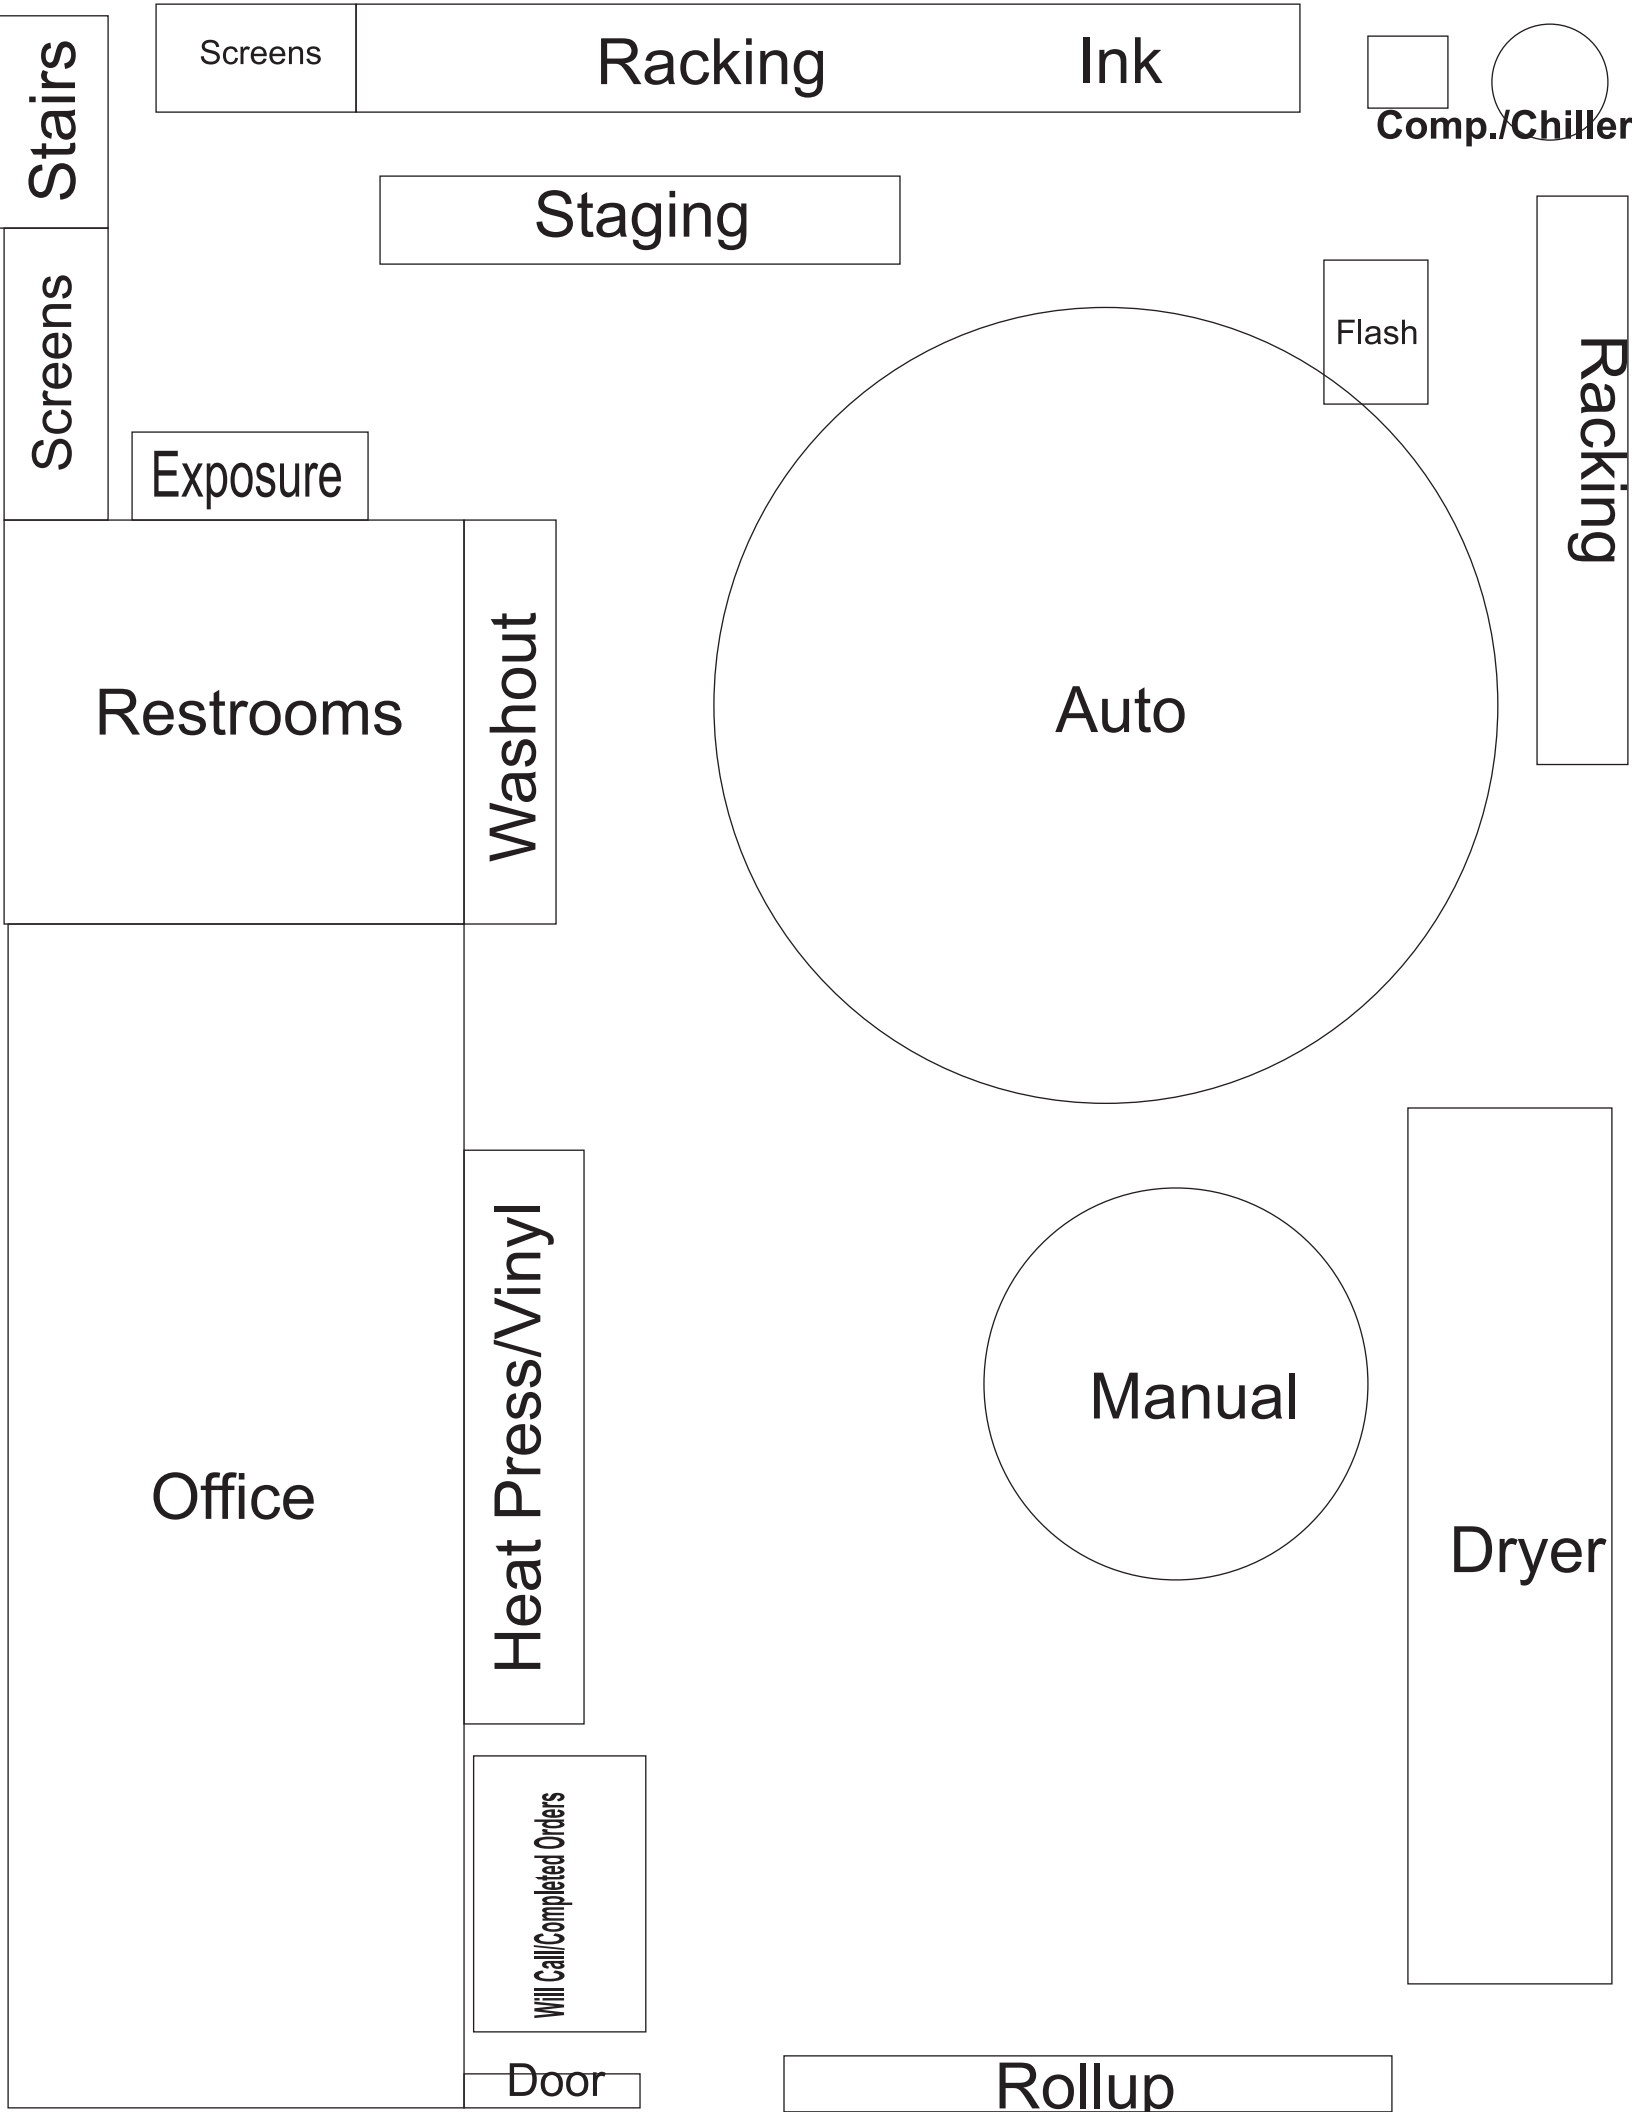 Stairs
Screens
Racking
Ink
Comp./Chiller
Staging
Screens
Flash
Racking
Exposure
Restrooms
Washout
Auto
Heat Press/Vinyl
Manual
Office
Dryer
Will Call/Completed Orders
Door
Rollup